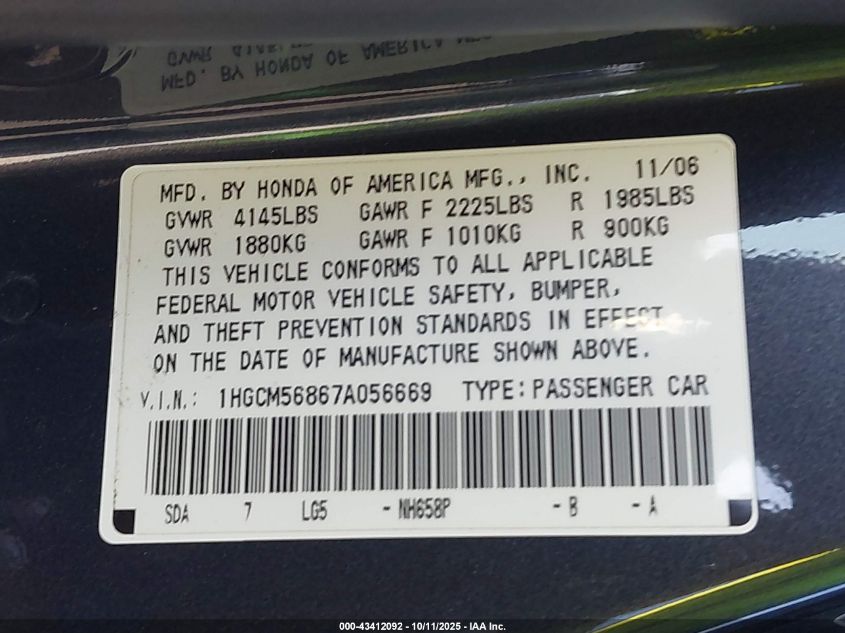 MFD. BY HONDA OF AMERICA MFG., INC. 11/06
GVWR 4145LBS GAWR F 2225LBS R 1985LBS
GVWR 1880KG GAWR F 1010KG R 900KG
THIS VEHICLE CONFORMS TO ALL APPLICABLE
FEDERAL MOTOR VEHICLE SAFETY, BUMPER,
AND THEFT PREVENTION STANDARDS IN EFFECT
ON THE DATE OF MANUFACTURE SHOWN ABOVE.
V.I.N.: 1HGCM56867A056669 TYPE: PASSENGER CAR
SDA 7 LG5 - NH658P - B - A
000-43412092 - 10/11/2025 - IAA Inc.